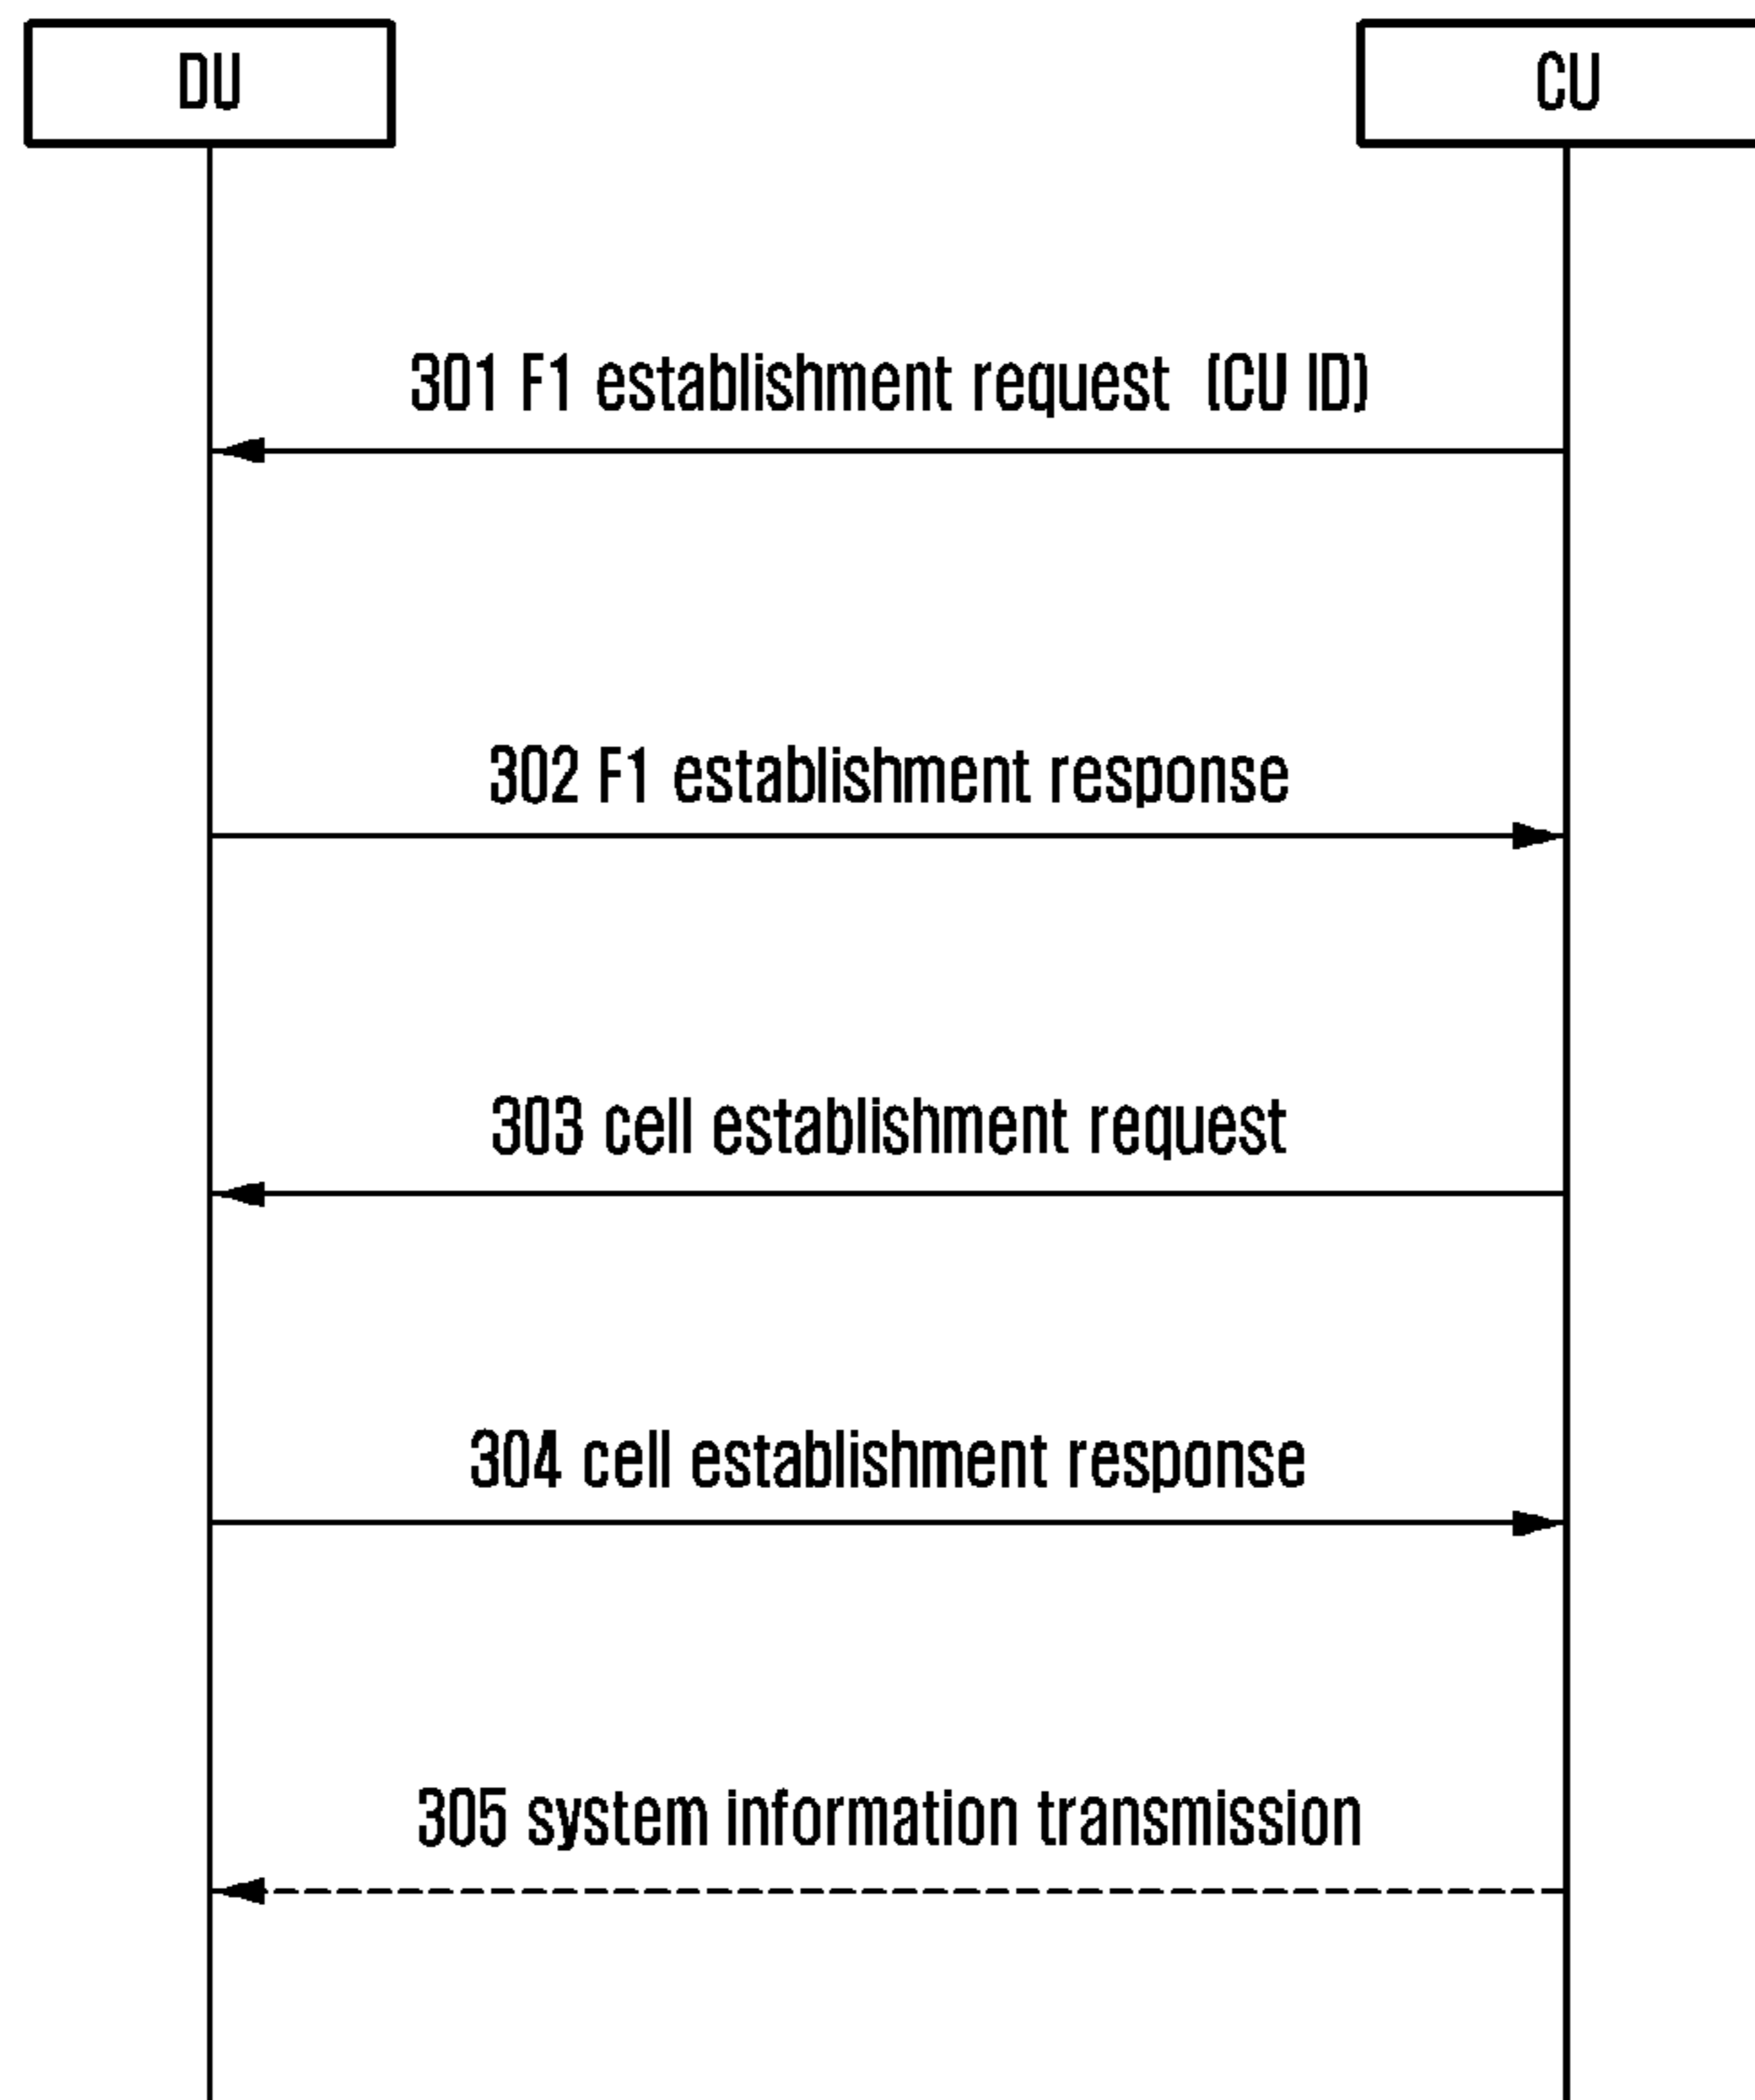 DU
CU
301 F1 establishment request (CU ID)
302 F1 establishment response
303 cell establishment request
304 cell establishment response
305 system information transmission